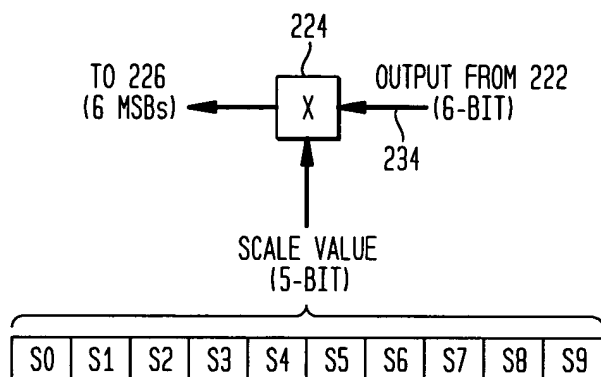 224
TO 226
(6 MSBs)
X
OUTPUT FROM 222
(6-BIT)
234
SCALE VALUE
(5-BIT)
S0 S1 S2 S3 S4 S5 S6 S7 S8 S9